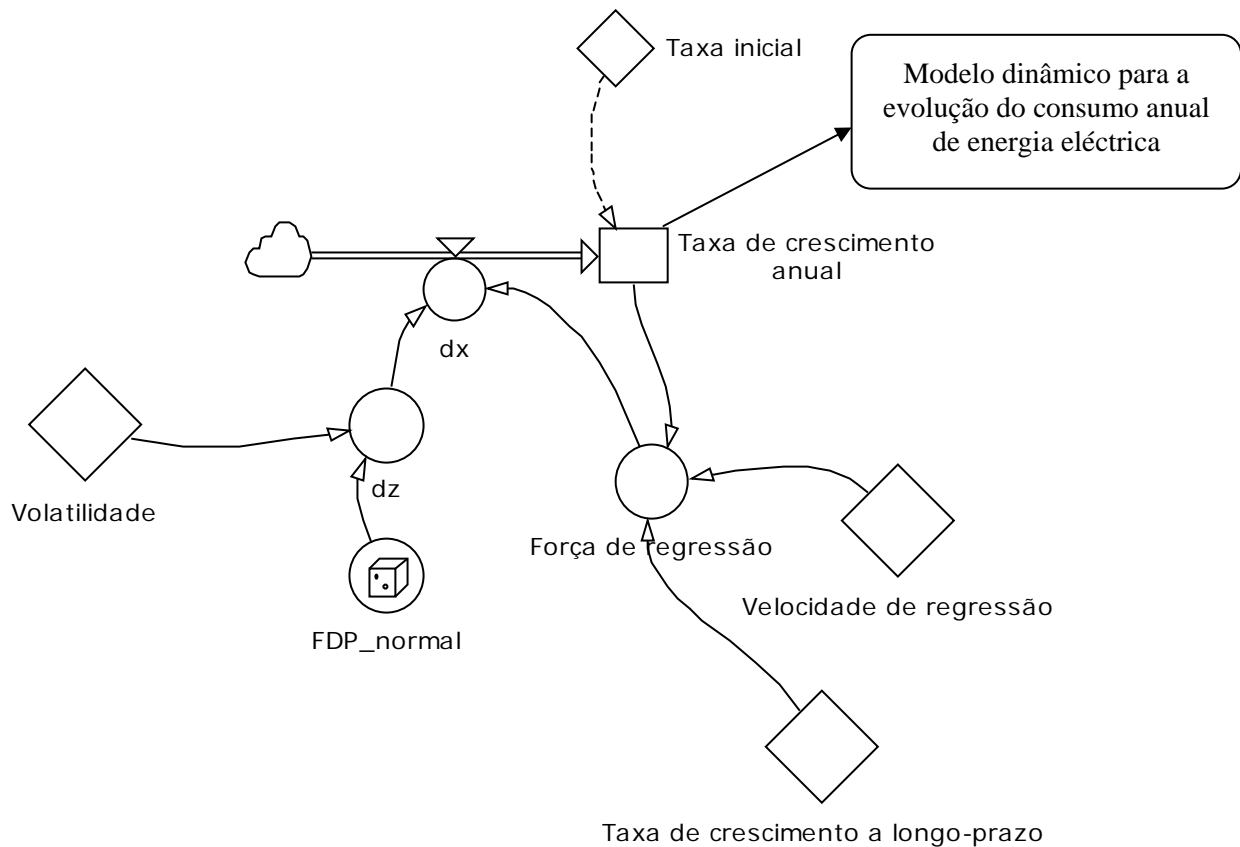 Taxa inicial
Modelo dinâmico para a
evolução do consumo anual
de energia eléctrica
Taxa de crescimento
anual
dx
dz
Volatilidade
FDP_normal
Força de regressão
Velocidade de regressão
Taxa de crescimento a longo-prazo